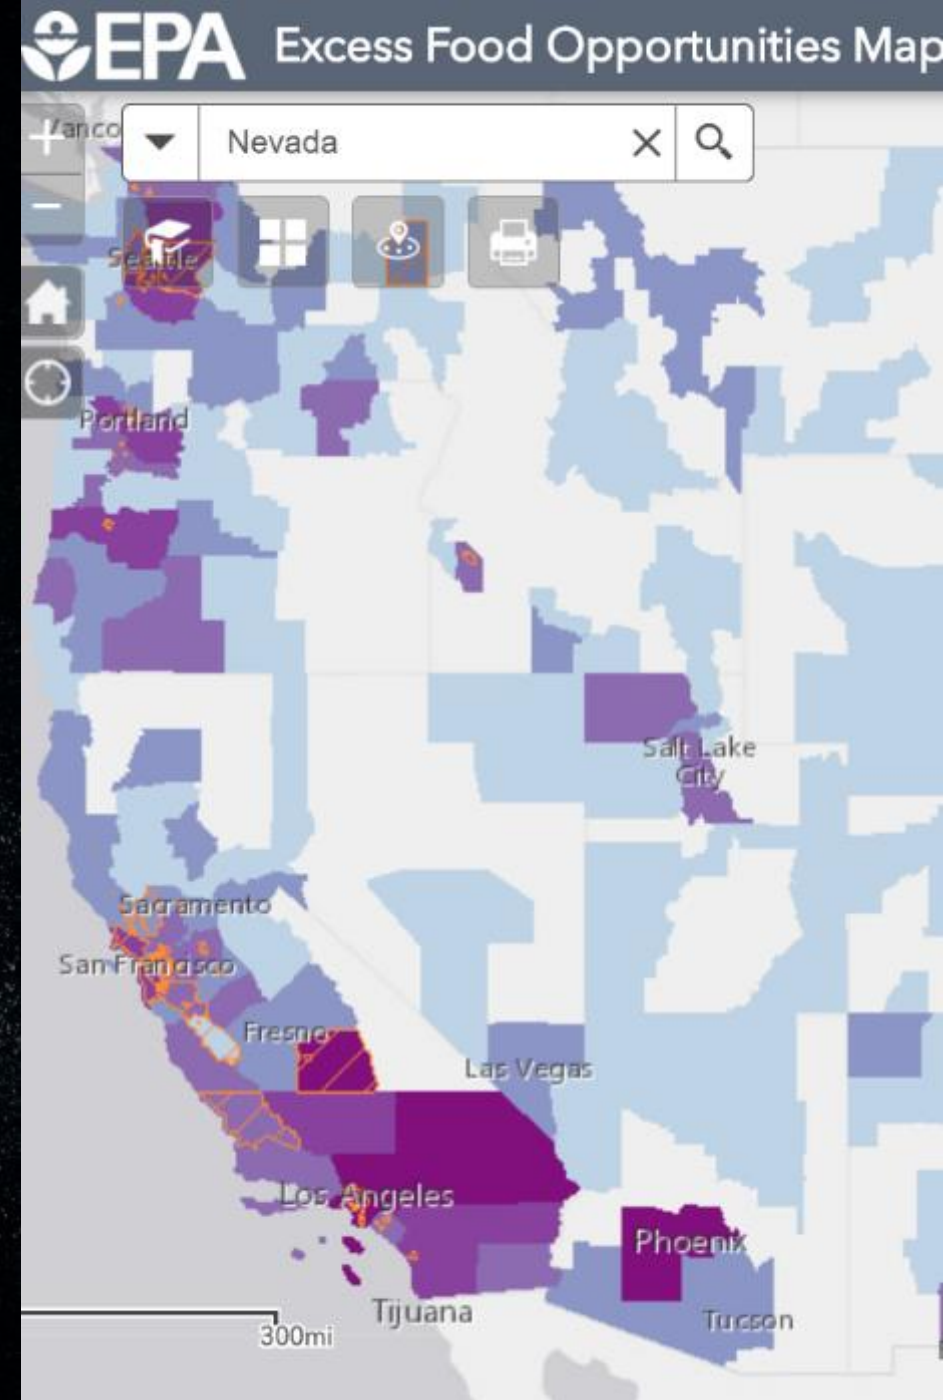 EPA Excess Food Opportunities Map
Vanco
Nevada
Seattle
Portland
Salt Lake
City
Sacramento
San Francisco
Fresno
Las Vegas
Los Angeles
Phoenix
Tijuana
Tucson
300mi